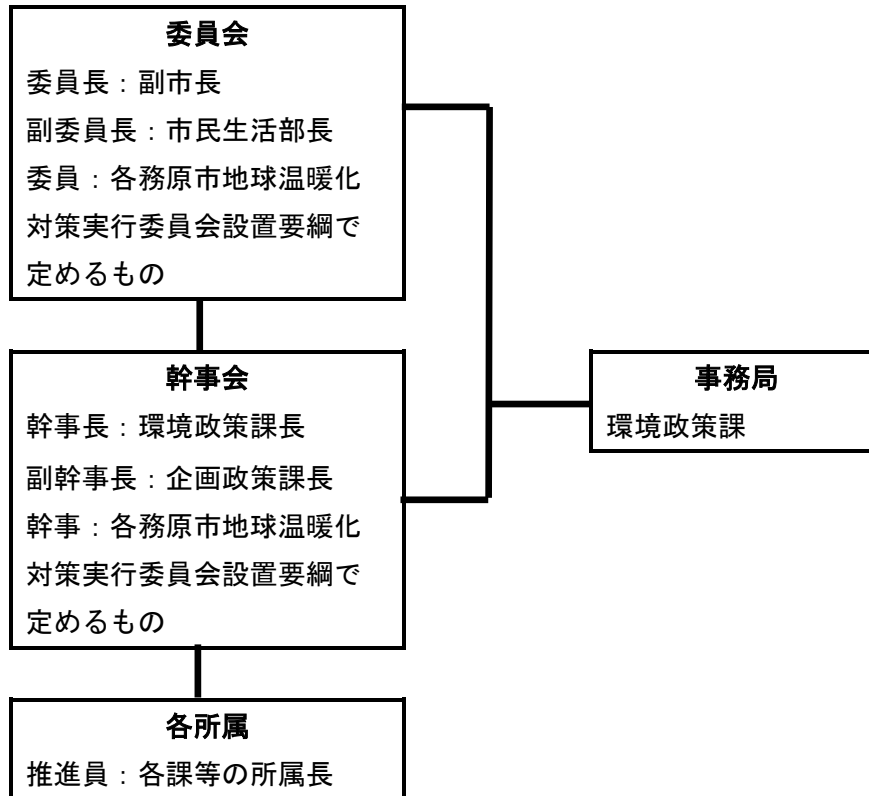 委員会
委員長：副市長
副委員長：市民生活部長
委員：各務原市地球温暖化
対策実行委員会設置要綱で
定めるもの
幹事会
幹事長：環境政策課長
副幹事長：企画政策課長
幹事：各務原市地球温暖化
対策実行委員会設置要綱で
定めるもの
事務局
環境政策課
各所属
推進員：各課等の所属長